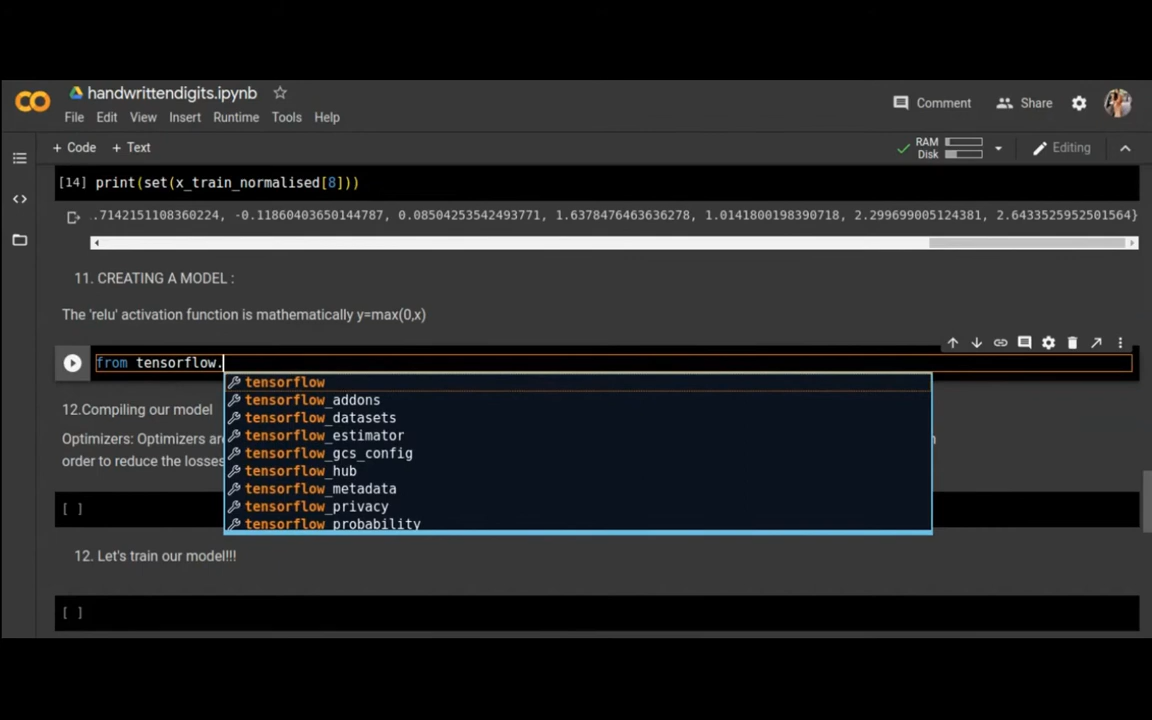 handwrittendigits.ipynb
Comment
Share
File Edit View Insert Runtime Tools Help
+ Code + Text
RAM
Disk
Editing
[14] print(set(x_train_normalised[8]))
.7142151108360224, -0.11860403650144787, 0.08504253542493771, 1.6378476463636278, 1.0141800198390718, 2.299699005124381, 2.6433525952501564}
11. CREATING A MODEL :
The 'relu' activation function is mathematically y=max(0,x)
from tensorflow.
tensorflow
tensorflow_addons
tensorflow_datasets
tensorflow_estimator
tensorflow_gcs_config
tensorflow_hub
tensorflow_metadata
tensorflow_privacy
tensorflow_probability
12.Compiling our model
Optimizers: Optimizers are
order to reduce the losses
[ ]
12. Let's train our model!!!
[ ]